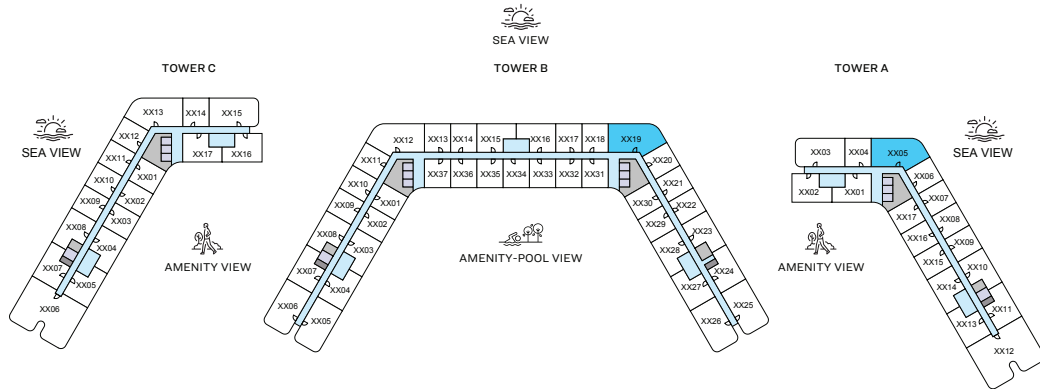 SEA VIEW
TOWER C
TOWER B
TOWER A
SEA VIEW
XX13
XX14
XX15
XX12
XX11
XX10
XX09
XX08
XX07
XX06
XX17
XX16
XX01
XX02
XX03
XX04
XX05
AMENITY VIEW
XX12
XX13
XX14
XX15
XX16
XX17
XX18
XX19
XX11
XX10
XX09
XX08
XX07
XX06
XX37
XX36
XX35
XX34
XX33
XX32
XX31
XX01
XX02
XX03
XX04
XX05
XX20
XX21
XX22
XX23
XX24
XX25
XX30
XX29
XX28
XX27
XX26
AMENITY-POOL VIEW
SEA VIEW
XX03
XX04
XX05
XX02
XX01
XX06
XX07
XX08
XX09
XX10
XX11
XX12
XX17
XX16
XX15
XX14
XX13
AMENITY VIEW